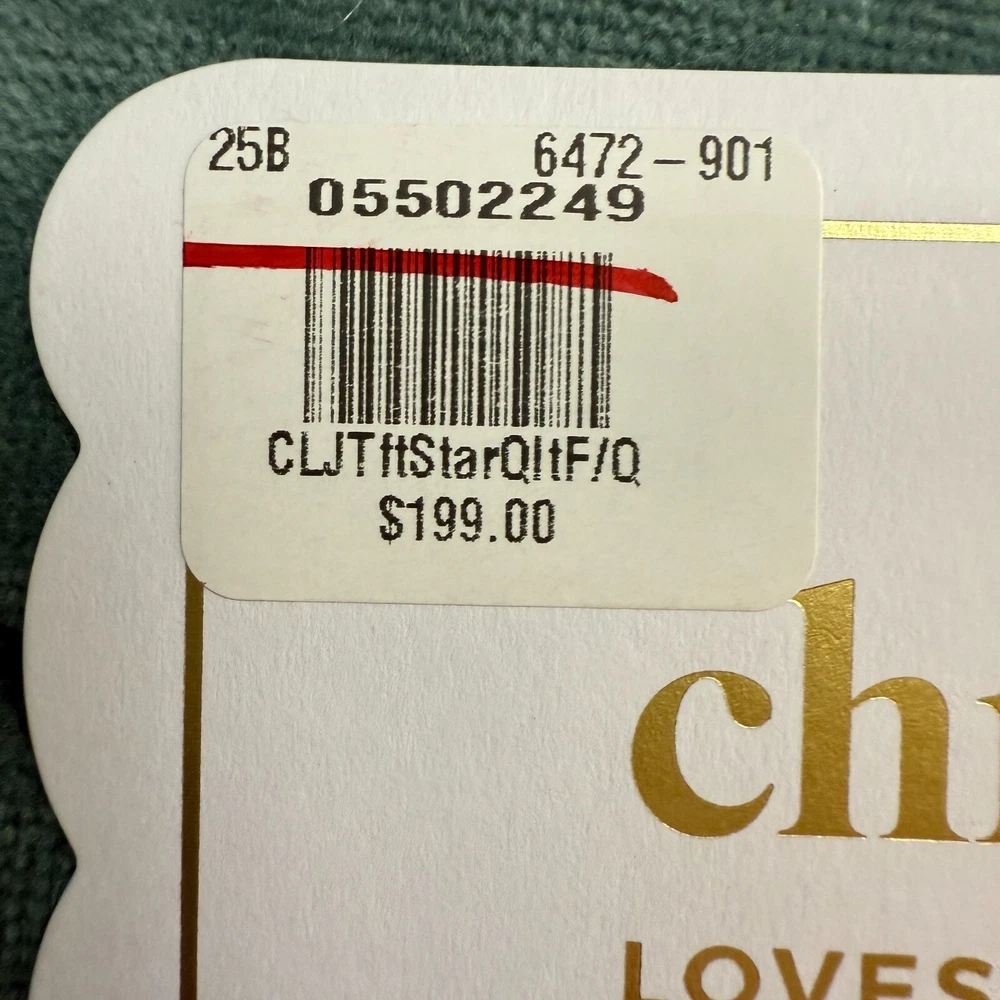 25B 6472-901
05502249
CLJTftStarQltF/Q
$199.00
ch
LOVES